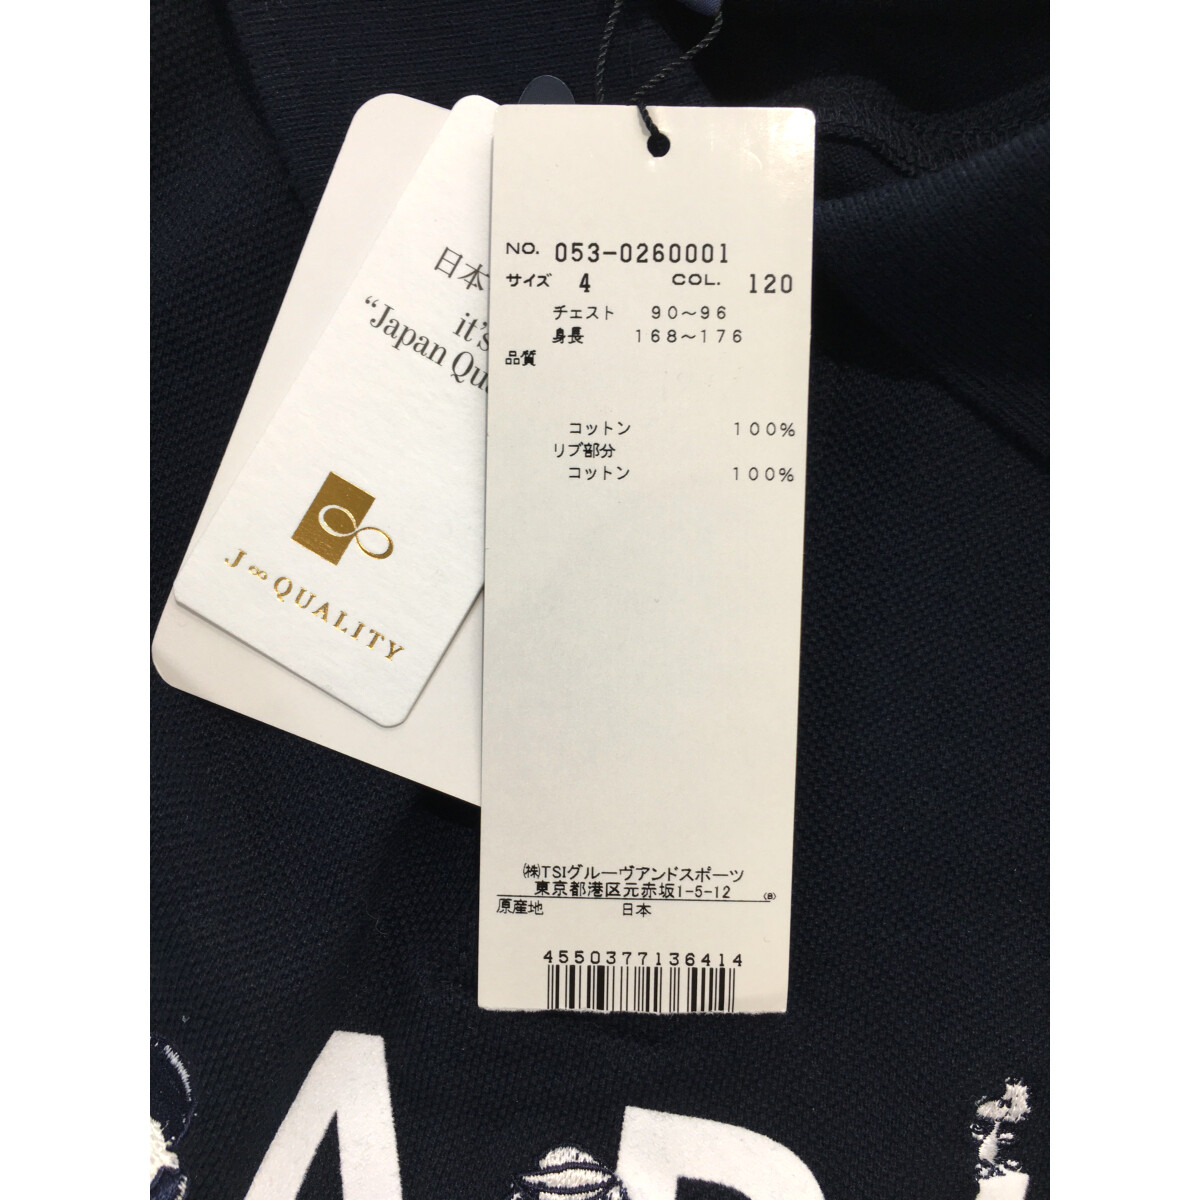 日本
it's
“Japan Qu
J∞QUALITY
NO. 053-0260001
サイズ 4 COL. 120
チェスト 90～96
身長 168～176
品質
コットン 100%
リブ部分
コットン 100%
㈱TSIグルーヴアンドスポーツ
東京都港区元赤坂1-5-12 (B)
原産地 日本
4550377136414